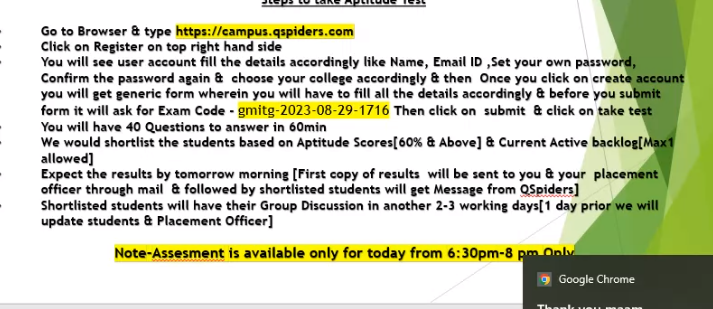 Steps to take Aptitude Test
Go to Browser & type https://campus.qspiders.com
Click on Register on top right hand side
You will see user account fill the details accordingly like Name, Email ID ,Set your own password,
Confirm the password again & choose your college accordingly & then Once you click on create account
you will get generic form wherein you will have to fill all the details accordingly & before you submit
form it will ask for Exam Code - gmitg-2023-08-29-1716 Then click on submit & click on take test
You will have 40 Questions to answer in 60min
We would shortlist the students based on Aptitude Scores[60% & Above] & Current Active backlog[Max1
allowed]
Expect the results by tomorrow morning [First copy of results will be sent to you & your placement
officer through mail & followed by shortlisted students will get Message from QSpiders]
Shortlisted students will have their Group Discussion in another 2-3 working days[1 day prior we will
update students & Placement Officer]
Note-Assesment is available only for today from 6:30pm-8 pm Only
Google Chrome
Thank you maam